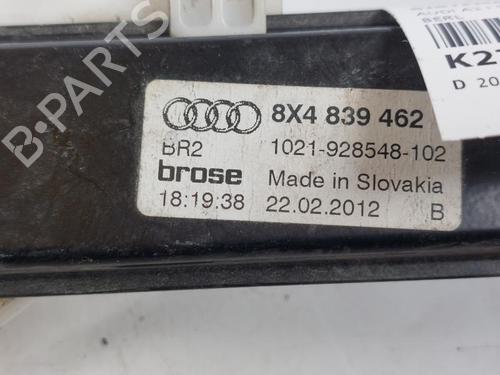 K2
D 20
8X4 839 462
BR2 1021-928548-102
brose Made in Slovakia
18:19:38 22.02.2012 B
B-PARTS